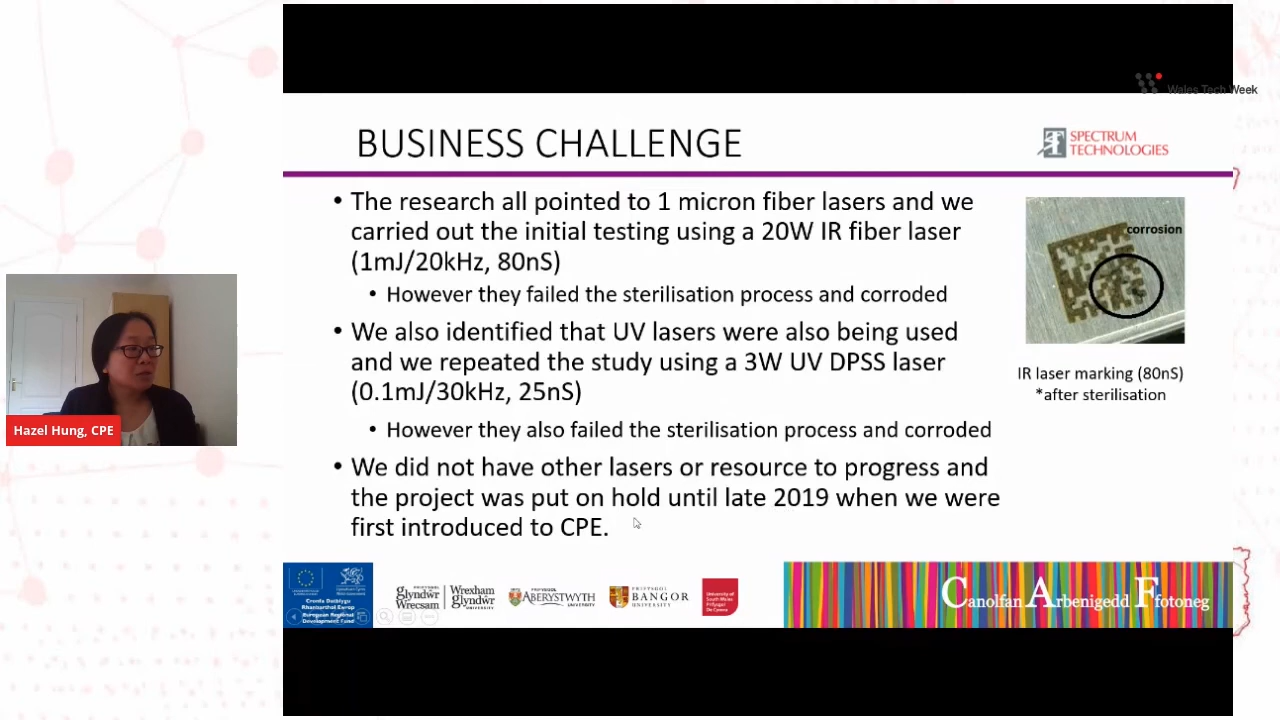 Wales Tech Week
BUSINESS CHALLENGE
SPECTRUM
TECHNOLOGIES
• The research all pointed to 1 micron fiber lasers and we
carried out the initial testing using a 20W IR fiber laser
(1mJ/20kHz, 80nS)
• However they failed the sterilisation process and corroded
• We also identified that UV lasers were also being used
and we repeated the study using a 3W UV DPSS laser
(0.1mJ/30kHz, 25nS)
• However they also failed the sterilisation process and corroded
• We did not have other lasers or resource to progress and
the project was put on hold until late 2019 when we were
first introduced to CPE.
corrosion
IR laser marking (80nS)
*after sterilisation
Hazel Hung, CPE
Cronfa Datblygu
Rhanbarthol Ewrop
European Regional
Development Fund
PRIFYSGOL
glyndŵr
Wrecsam
Wrexham
glyndŵr
UNIVERSITY
PRIFYSGOL
ABERYSTWYTH
UNIVERSITY
PRIFYSGOL
BANGOR
UNIVERSITY
University of
South Wales
Prifysgol
De Cymru
Canolfan Arbenigedd Ffotoneg